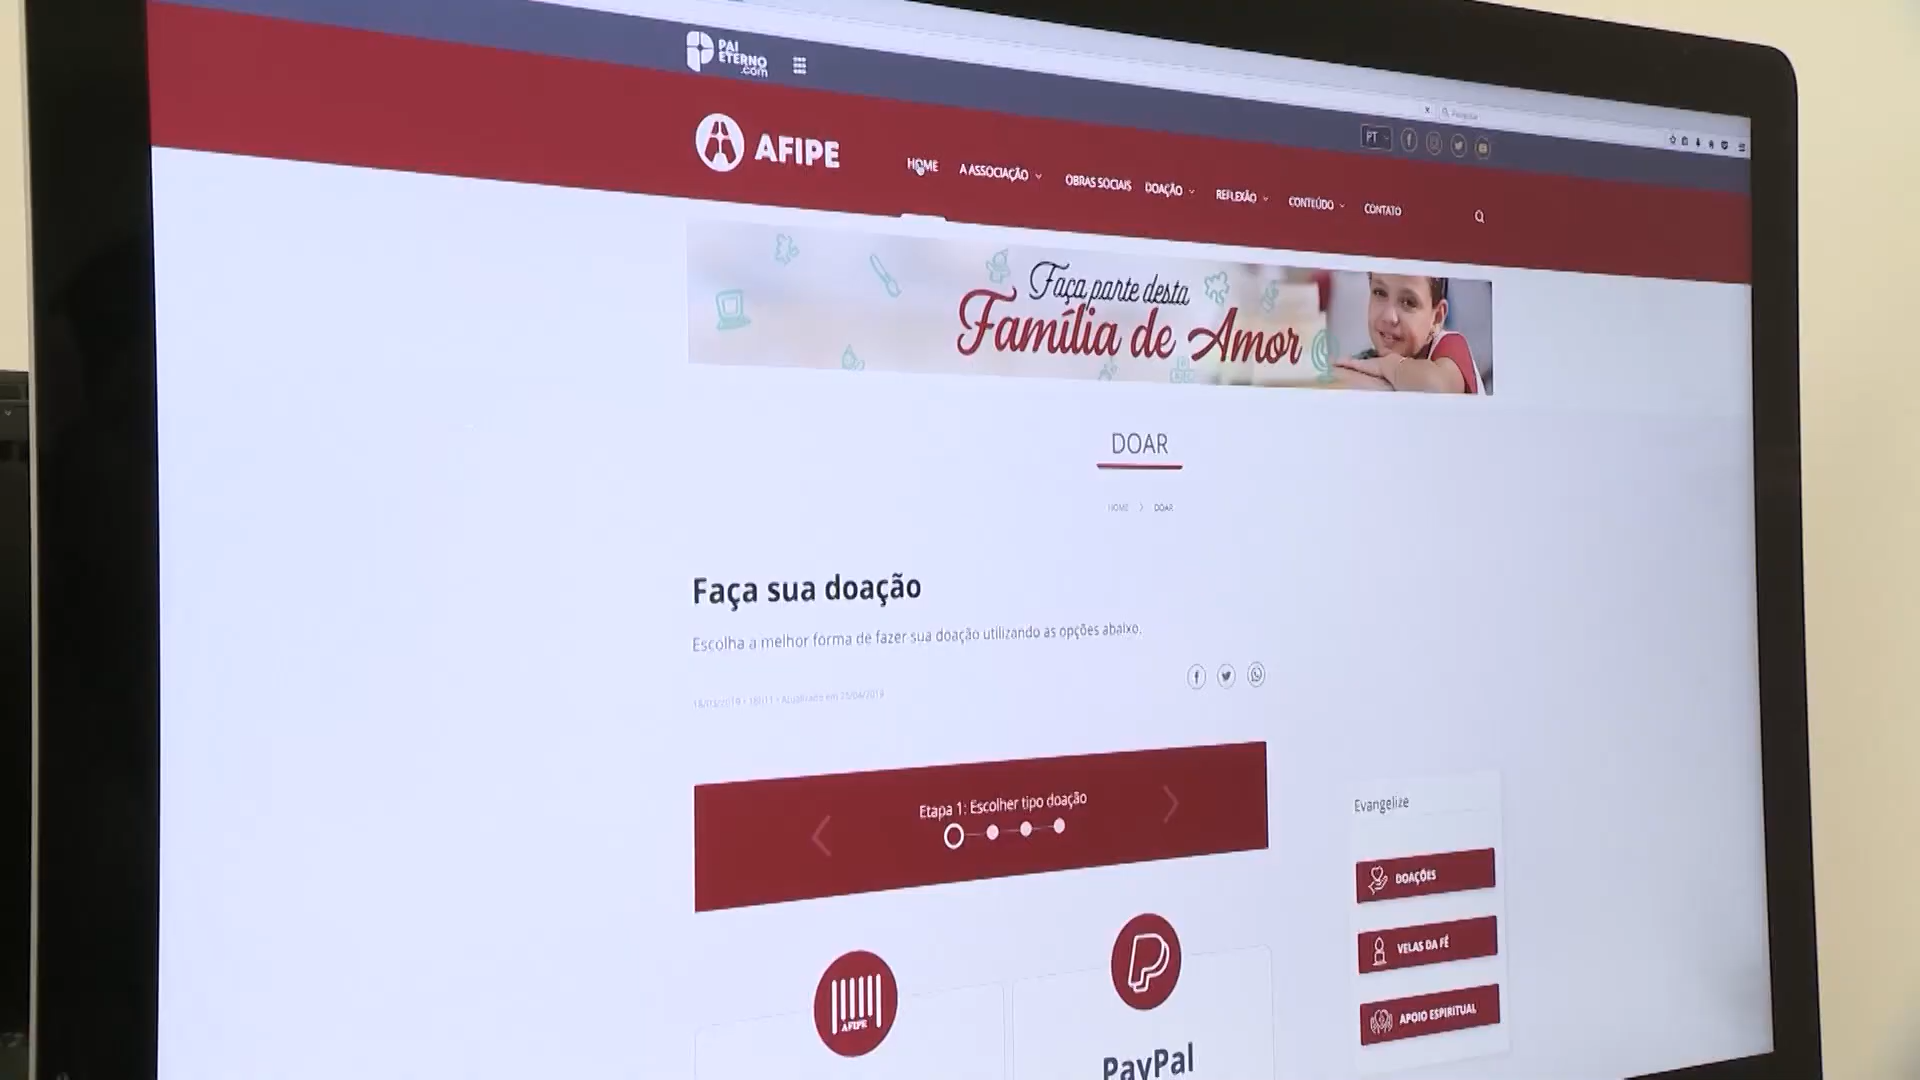 PAI
ETERNO
.com
PT
AFIPE
HOME
A ASSOCIAÇÃO
OBRAS SOCIAIS
DOAÇÃO
REFLEXÃO
CONTEÚDO
CONTATO
Faça parte desta
Família de Amor
DOAR
HOME > DOAR
Faça sua doação
Escolha a melhor forma de fazer sua doação utilizando as opções abaixo.
Atualizado em
Etapa 1: Escolher tipo doação
Evangelize
DOAÇÕES
VELAS DA FÉ
APOIO ESPIRITUAL
AFIPE
PayPal